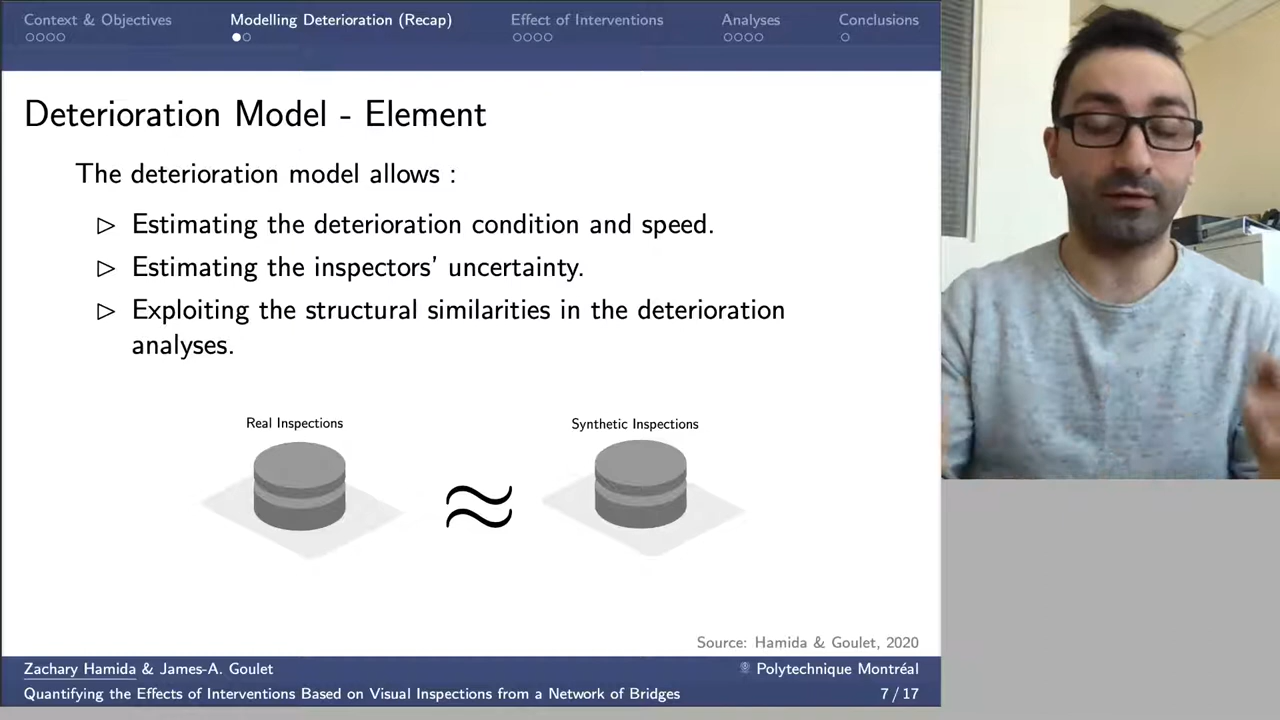 Context & Objectives
Modelling Deterioration (Recap)
Effect of Interventions
Analyses
Conclusions
Deterioration Model - Element
The deterioration model allows :
▷ Estimating the deterioration condition and speed.
▷ Estimating the inspectors' uncertainty.
▷ Exploiting the structural similarities in the deterioration
analyses.
Real Inspections
Synthetic Inspections
≈
Source: Hamida & Goulet, 2020
Zachary Hamida & James-A. Goulet
Polytechnique Montréal
Quantifying the Effects of Interventions Based on Visual Inspections from a Network of Bridges
7 / 17